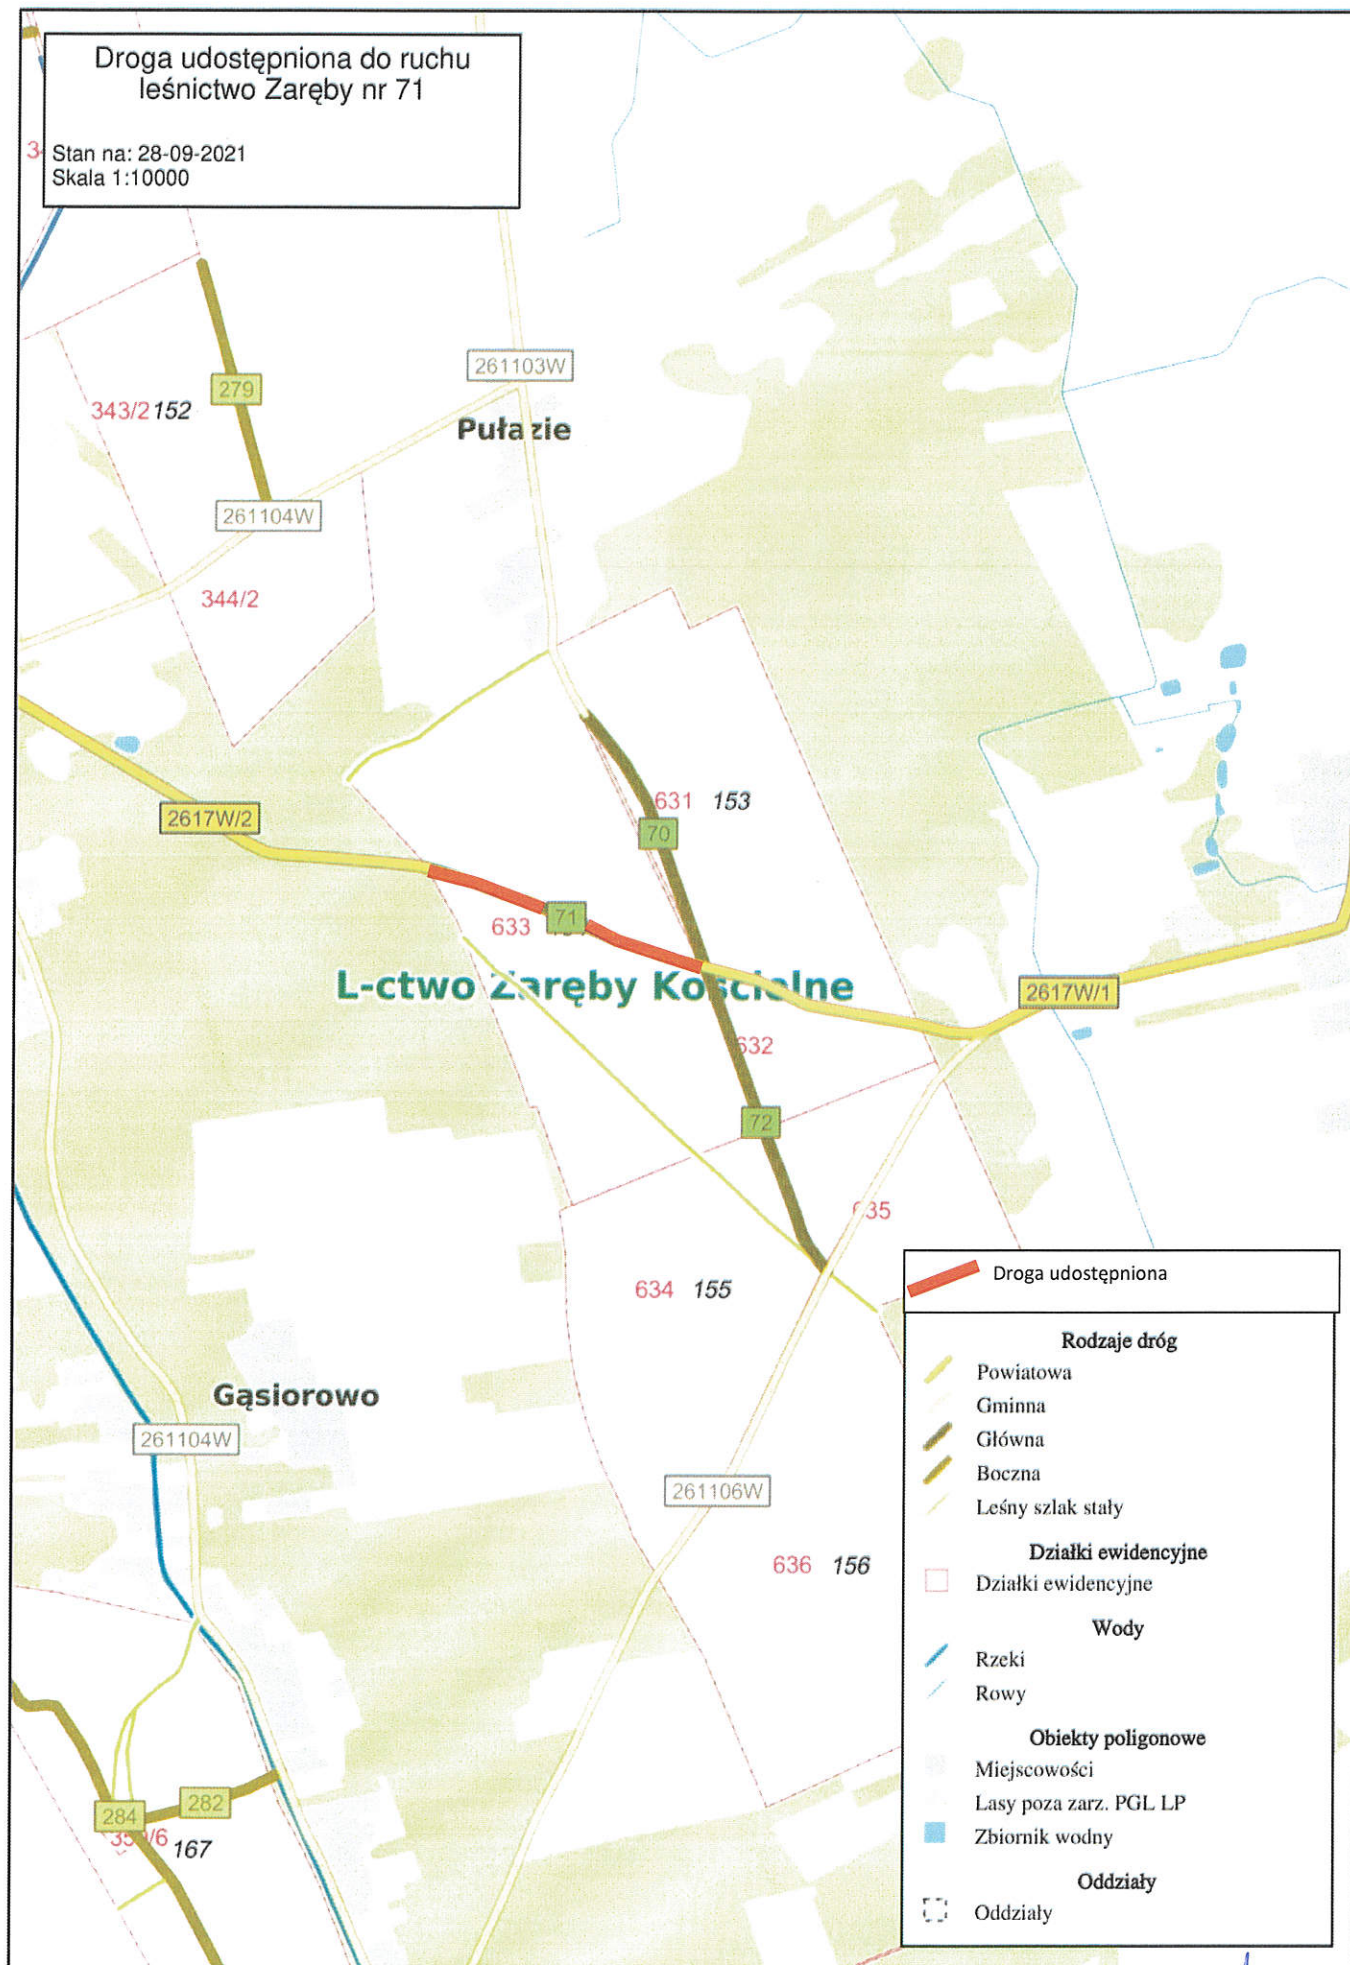 Droga udostępniona do ruchu
leśnictwo Zaręby nr 71
Stan na: 28-09-2021
Skala 1:10000
261103W
279
343/2 152
Pułazie
261104W
344/2
631 153
2617W/2
70
71
633
L-ctwo Zaręby Kościelne
2617W/1
632
72
635
634 155
Droga udostępniona
Rodzaje dróg
Powiatowa
Gminna
Główna
Boczna
Leśny szlak stały
Działki ewidencyjne
Działki ewidencyjne
Wody
Rzeki
Rowy
Obiekty poligonowe
Miejscowości
Lasy poza zarz. PGL LP
Zbiornik wodny
Oddziały
Oddziały
Gąsiorowo
261104W
261106W
636 156
282
284
167